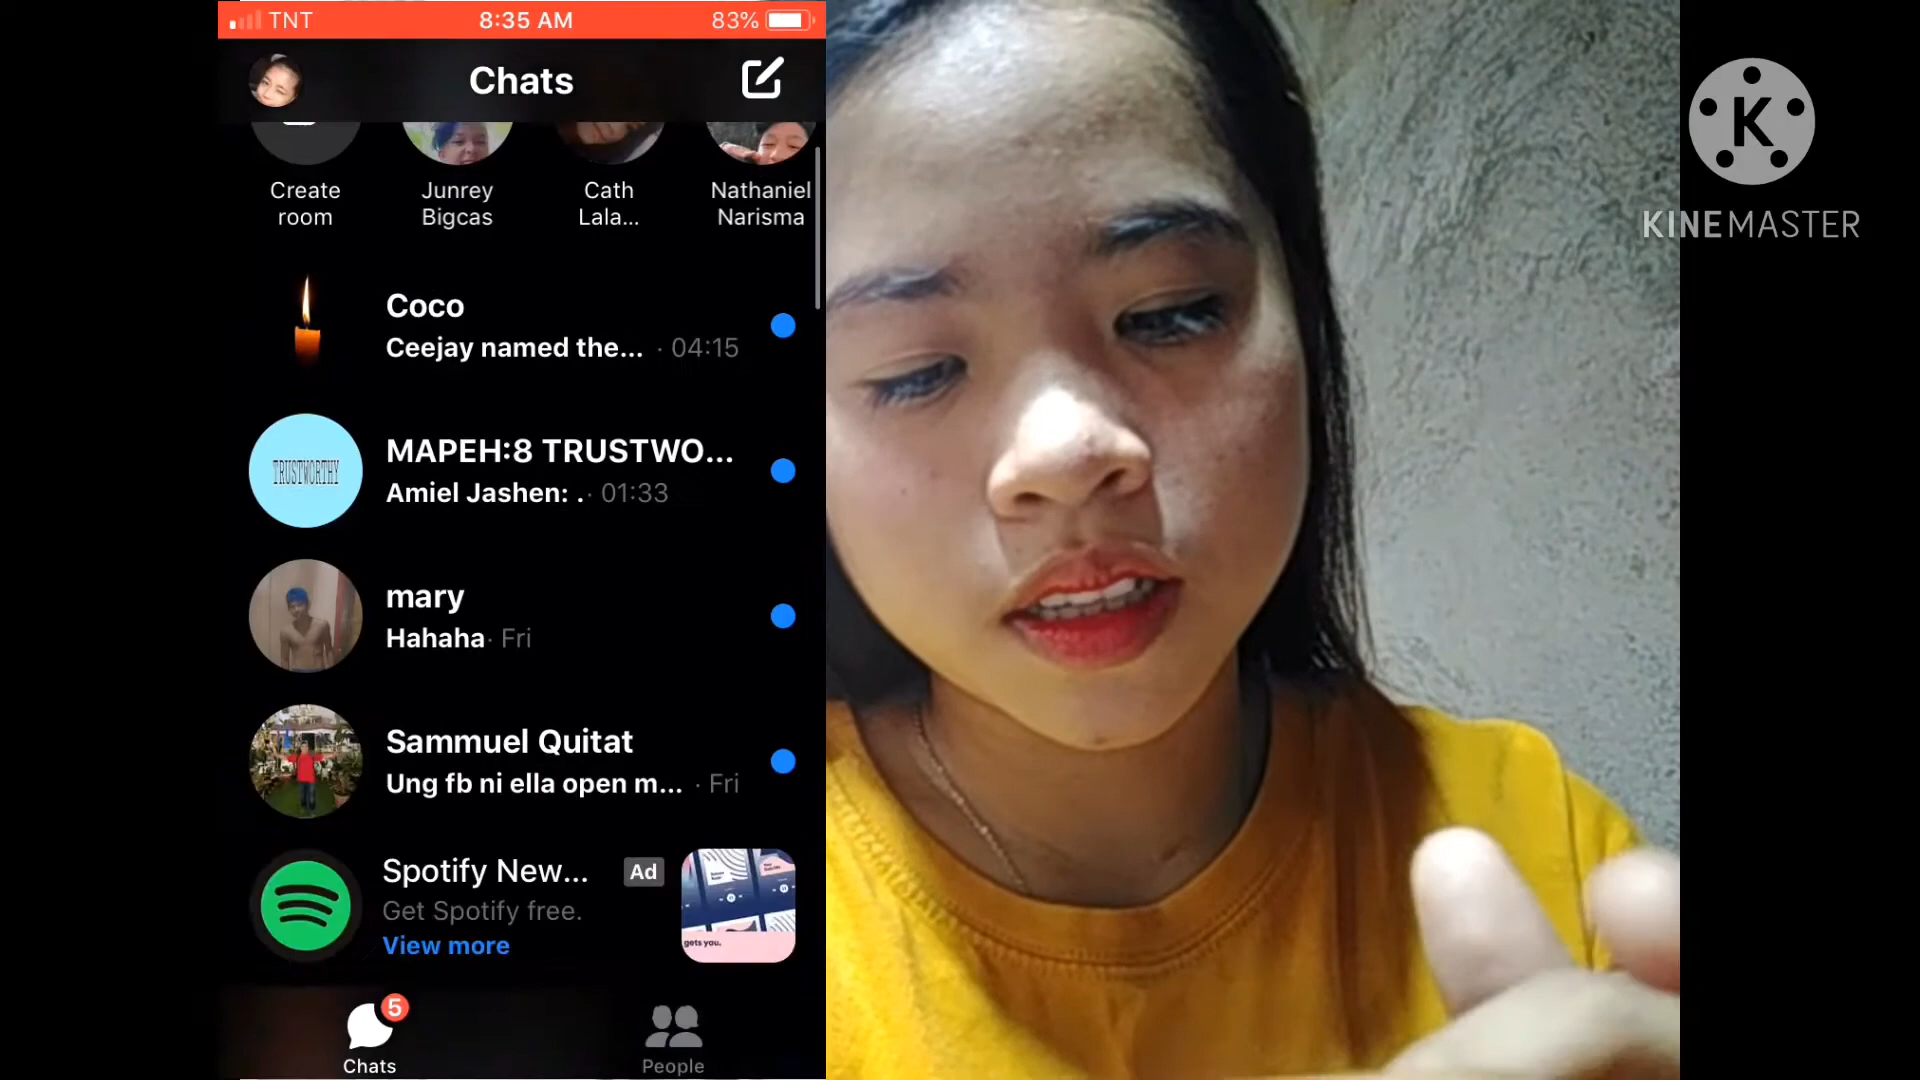 TNT 8:35 AM 83%
Chats
Create room
Junrey Bigcas
Cath Lala...
Nathaniel Narisma
Coco
Ceejay named the... · 04:15
TRUSTWORTHY
MAPEH:8 TRUSTWO...
Amiel Jashen: . · 01:33
mary
Hahaha · Fri
Sammuel Quitat
Ung fb ni ella open m... · Fri
Spotify New... Ad
Get Spotify free.
View more
gets you.
5
Chats
People
K
KINEMASTER